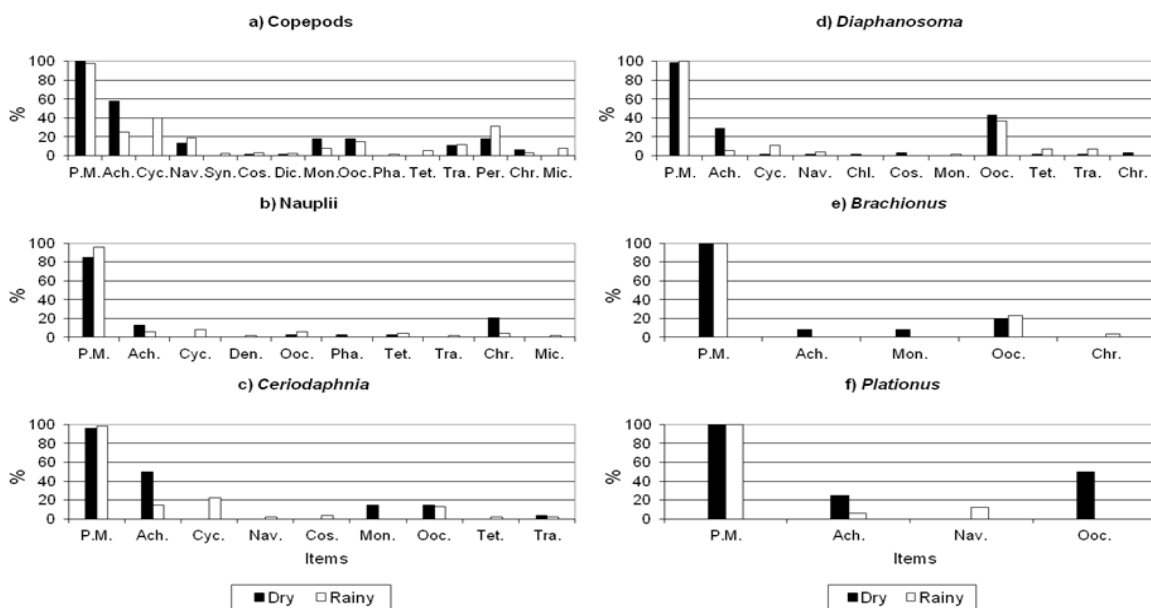 a) Copepods
100
80
60
40
20
0
%
P.M. Ach. Cyc. Nav. Syn. Cos. Dic. Mon. Ooc. Pha. Tet. Tra. Per. Chr. Mic.
b) Nauplii
100
80
60
40
20
0
%
P.M. Ach. Cyc. Den. Ooc. Pha. Tet. Tra. Chr. Mic.
c) Ceriodaphnia
100
80
60
40
20
0
%
P.M. Ach. Cyc. Nav. Cos. Mon. Ooc. Tet. Tra.
Items
Dry Rainy
d) Diaphanosoma
100
80
60
40
20
0
%
P.M. Ach. Cyc. Nav. Chl. Cos. Mon. Ooc. Tet. Tra. Chr.
e) Brachionus
100
80
60
40
20
0
%
P.M. Ach. Mon. Ooc. Chr.
f) Plationus
100
80
60
40
20
0
%
P.M. Ach. Nav. Ooc.
Items
Dry Rainy